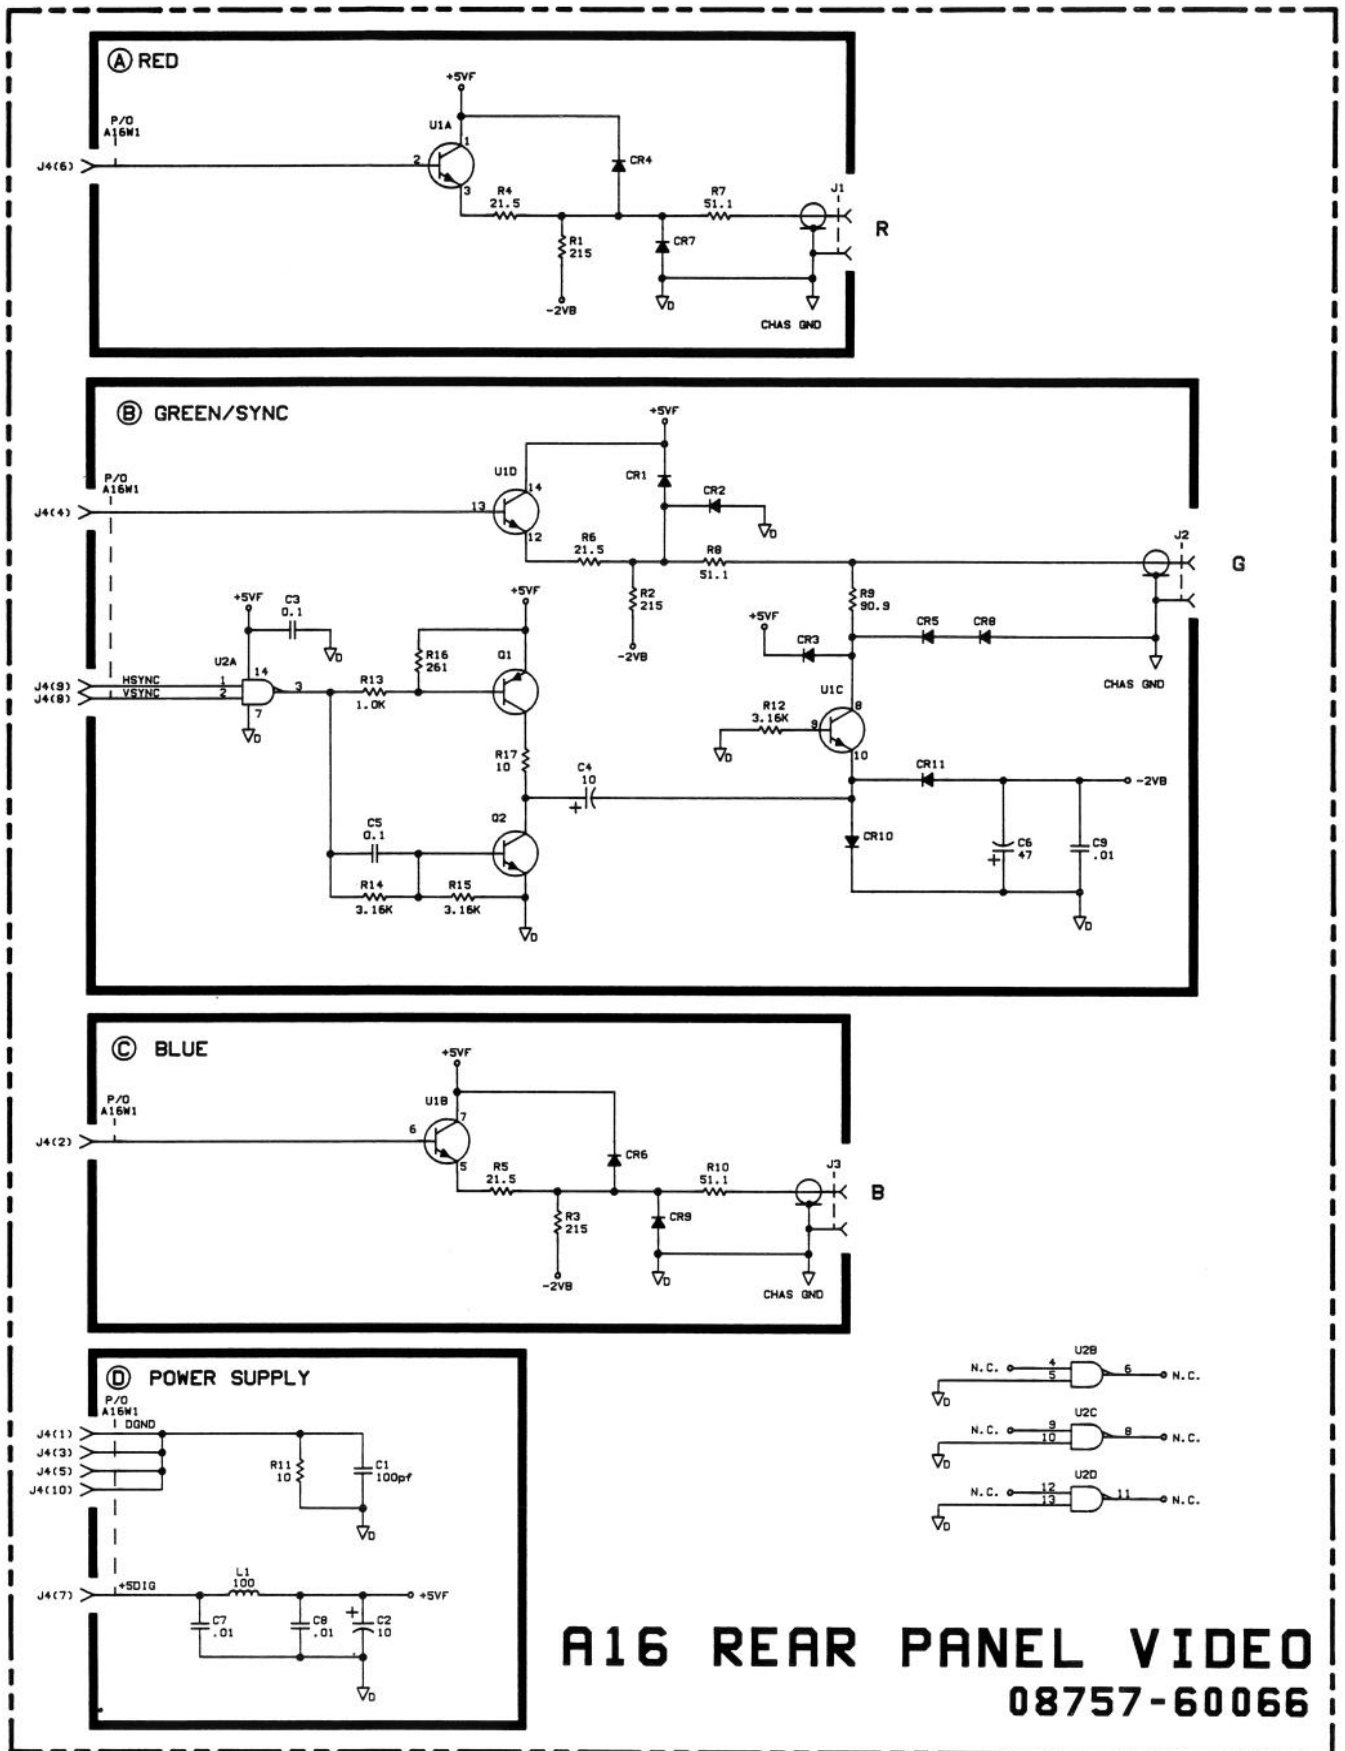 A RED
+5VF
P/O
A16W1
U1A
1
J4(6)
2
CR4
3
R4
21.5
R7
51.1
J1
R
R1
215
CR7
-2VB
D
CHAS GND
B GREEN/SYNC
+5VF
P/O
A16W1
U1D
14
CR1
CR2
J4(4)
13
D
12
R6
21.5
R8
51.1
J2
G
+5VF
C3
0.1
+5VF
R2
215
R9
90.9
+5VF
CR3
CR5
CR8
D
U2A
R16
261
Q1
-2VB
14
CHAS GND
J4(9)
HSYNC
1
3
R13
1.0K
U1C
J4(8)
VSYNC
2
8
7
R12
3.16K
9
D
D
10
R17
10
C4
10
+
CR11
-2VB
Q2
C5
0.1
CR10
C6
47
+
C9
.01
R14
3.16K
R15
3.16K
D
D
C BLUE
+5VF
P/O
A16W1
U1B
7
J4(2)
6
CR6
5
R5
21.5
R10
51.1
J3
B
R3
215
CR9
-2VB
D
CHAS GND
D POWER SUPPLY
P/O
A16W1
DGND
J4(1)
J4(3)
J4(5)
J4(10)
R11
10
C1
100pf
D
J4(7)
+5DIG
L1
100
+5VF
C7
.01
C8
.01
+
C2
10
D
U2B
N.C.
4
5
6
N.C.
D
U2C
N.C.
9
10
8
N.C.
D
U2D
N.C.
12
13
11
N.C.
D
A16 REAR PANEL VIDEO
08757-60066